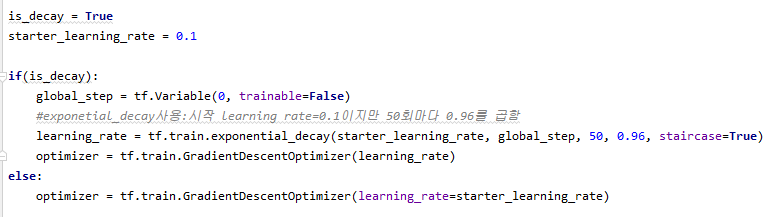 is_decay = True
starter_learning_rate = 0.1
if(is_decay):
global_step = tf.Variable(0, trainable=False)
#exponetial_decay사용:시작 learning rate=0.1이지만 50회마다 0.96를 곱함
learning_rate = tf.train.exponential_decay(starter_learning_rate, global_step, 50, 0.96, staircase=True)
optimizer = tf.train.GradientDescentOptimizer(learning_rate)
else:
optimizer = tf.train.GradientDescentOptimizer(learning_rate=starter_learning_rate)